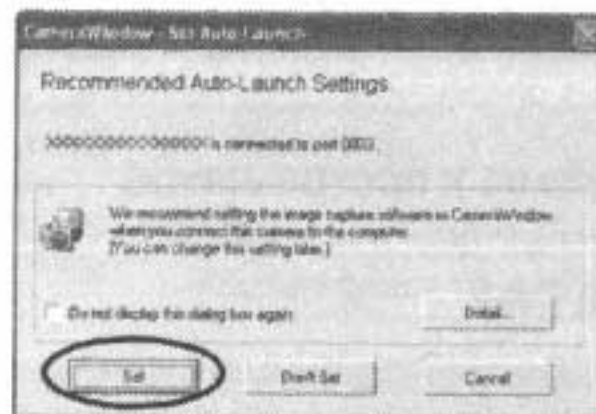 CameraWindow - Set Auto-Launch
Recommended Auto-Launch Settings
is connected to port
We recommend setting the image capture software to CameraWindow
when you connect this camera to the computer.
[You can change this setting later.]
Do not display this dialog box again
Detail...
Set
Don't Set
Cancel